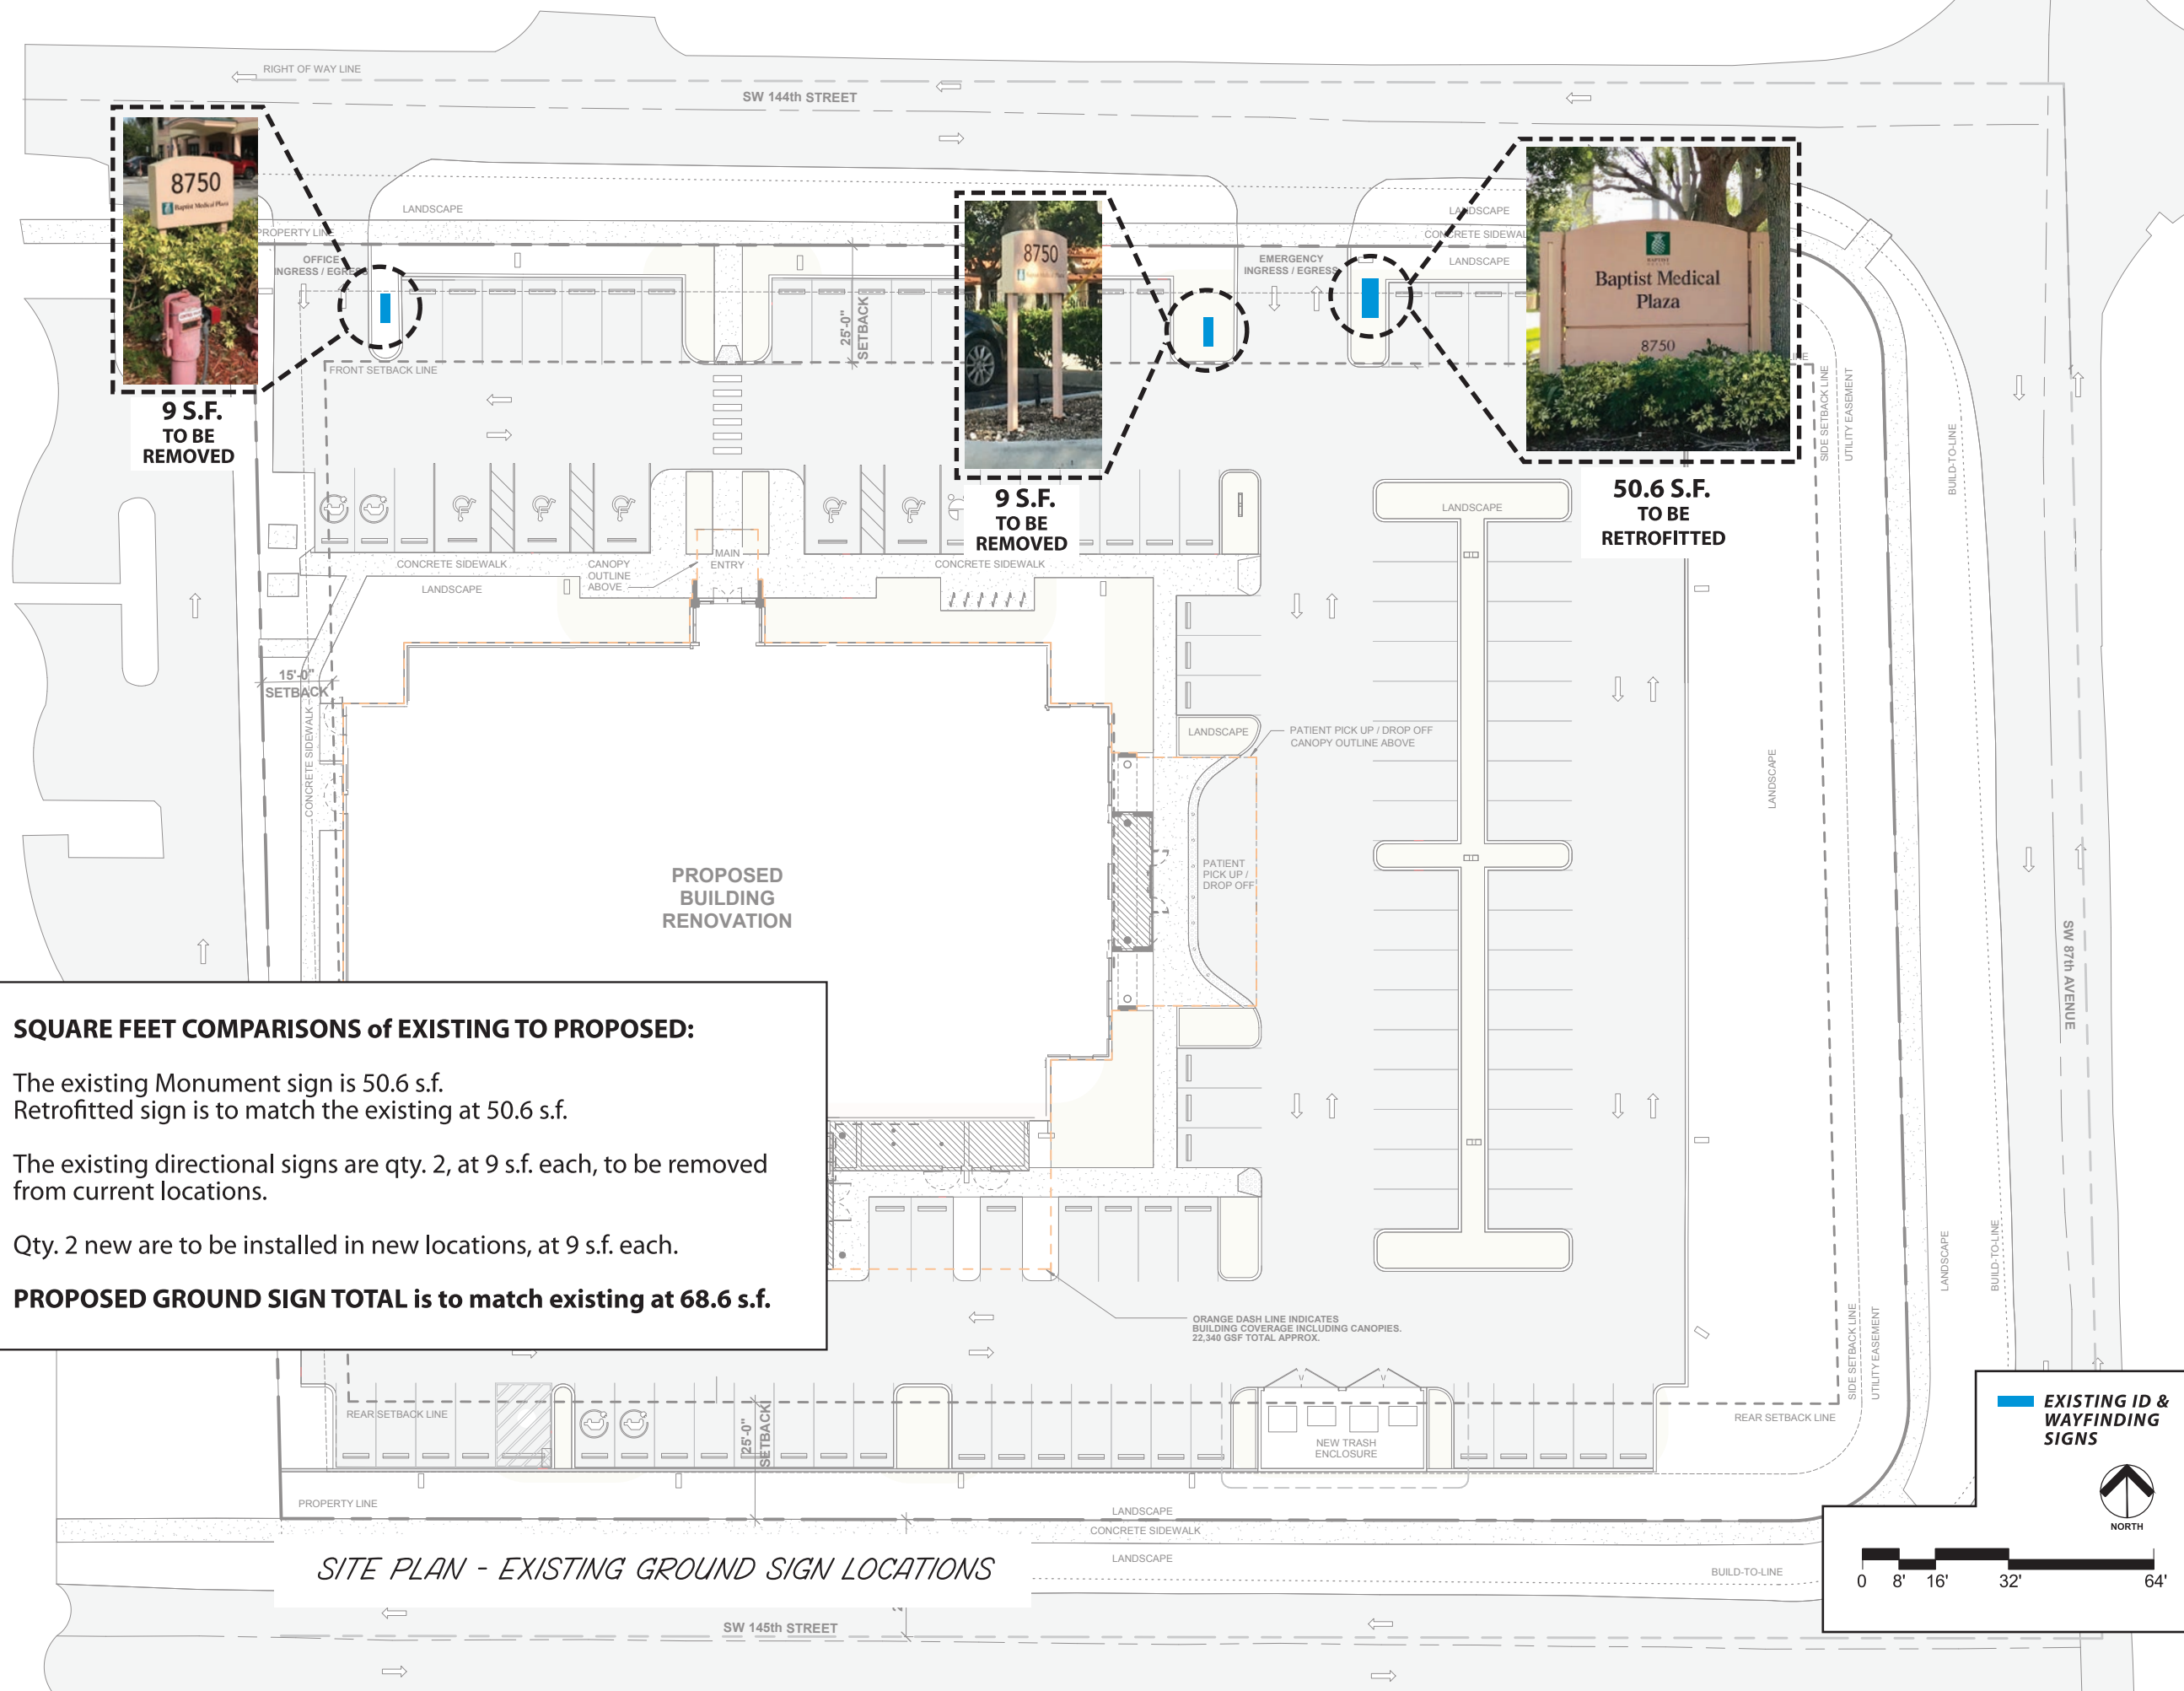 RIGHT OF WAY LINE
SW 144th STREET
8750
Baptist Medical Plaza
9 S.F.
TO BE
REMOVED
PROPERTY LINE
LANDSCAPE
OFFICE
INGRESS / EGRESS
FRONT SETBACK LINE
25'-0"
SETBACK
8750
Baptist Medical Plaza
9 S.F.
TO BE
REMOVED
EMERGENCY
INGRESS / EGRESS
LANDSCAPE
CONCRETE SIDEWALK
LANDSCAPE
BAPTIST
Baptist Medical
Plaza
8750
50.6 S.F.
TO BE
RETROFITTED
SIDE SETBACK LINE
UTILITY EASEMENT
BUILD-TO-LINE
LANDSCAPE
CONCRETE SIDEWALK
LANDSCAPE
CANOPY
OUTLINE
ABOVE
MAIN
ENTRY
CONCRETE SIDEWALK
15'-0"
SETBACK
CONCRETE SIDEWALK
LANDSCAPE
PATIENT PICK UP / DROP OFF
CANOPY OUTLINE ABOVE
PATIENT
PICK UP /
DROP OFF
LANDSCAPE
PROPOSED
BUILDING
RENOVATION
SW 87th AVENUE
SQUARE FEET COMPARISONS of EXISTING TO PROPOSED:
The existing Monument sign is 50.6 s.f.
Retrofitted sign is to match the existing at 50.6 s.f.
The existing directional signs are qty. 2, at 9 s.f. each, to be removed
from current locations.
Qty. 2 new are to be installed in new locations, at 9 s.f. each.
PROPOSED GROUND SIGN TOTAL is to match existing at 68.6 s.f.
ORANGE DASH LINE INDICATES
BUILDING COVERAGE INCLUDING CANOPIES.
22,340 GSF TOTAL APPROX.
LANDSCAPE
BUILD-TO-LINE
SIDE SETBACK LINE
UTILITY EASEMENT
REAR SETBACK LINE
25'-0"
SETBACK
NEW TRASH
ENCLOSURE
REAR SETBACK LINE
EXISTING ID &
WAYFINDING
SIGNS
NORTH
0 8' 16' 32' 64'
PROPERTY LINE
LANDSCAPE
CONCRETE SIDEWALK
LANDSCAPE
BUILD-TO-LINE
SITE PLAN - EXISTING GROUND SIGN LOCATIONS
SW 145th STREET